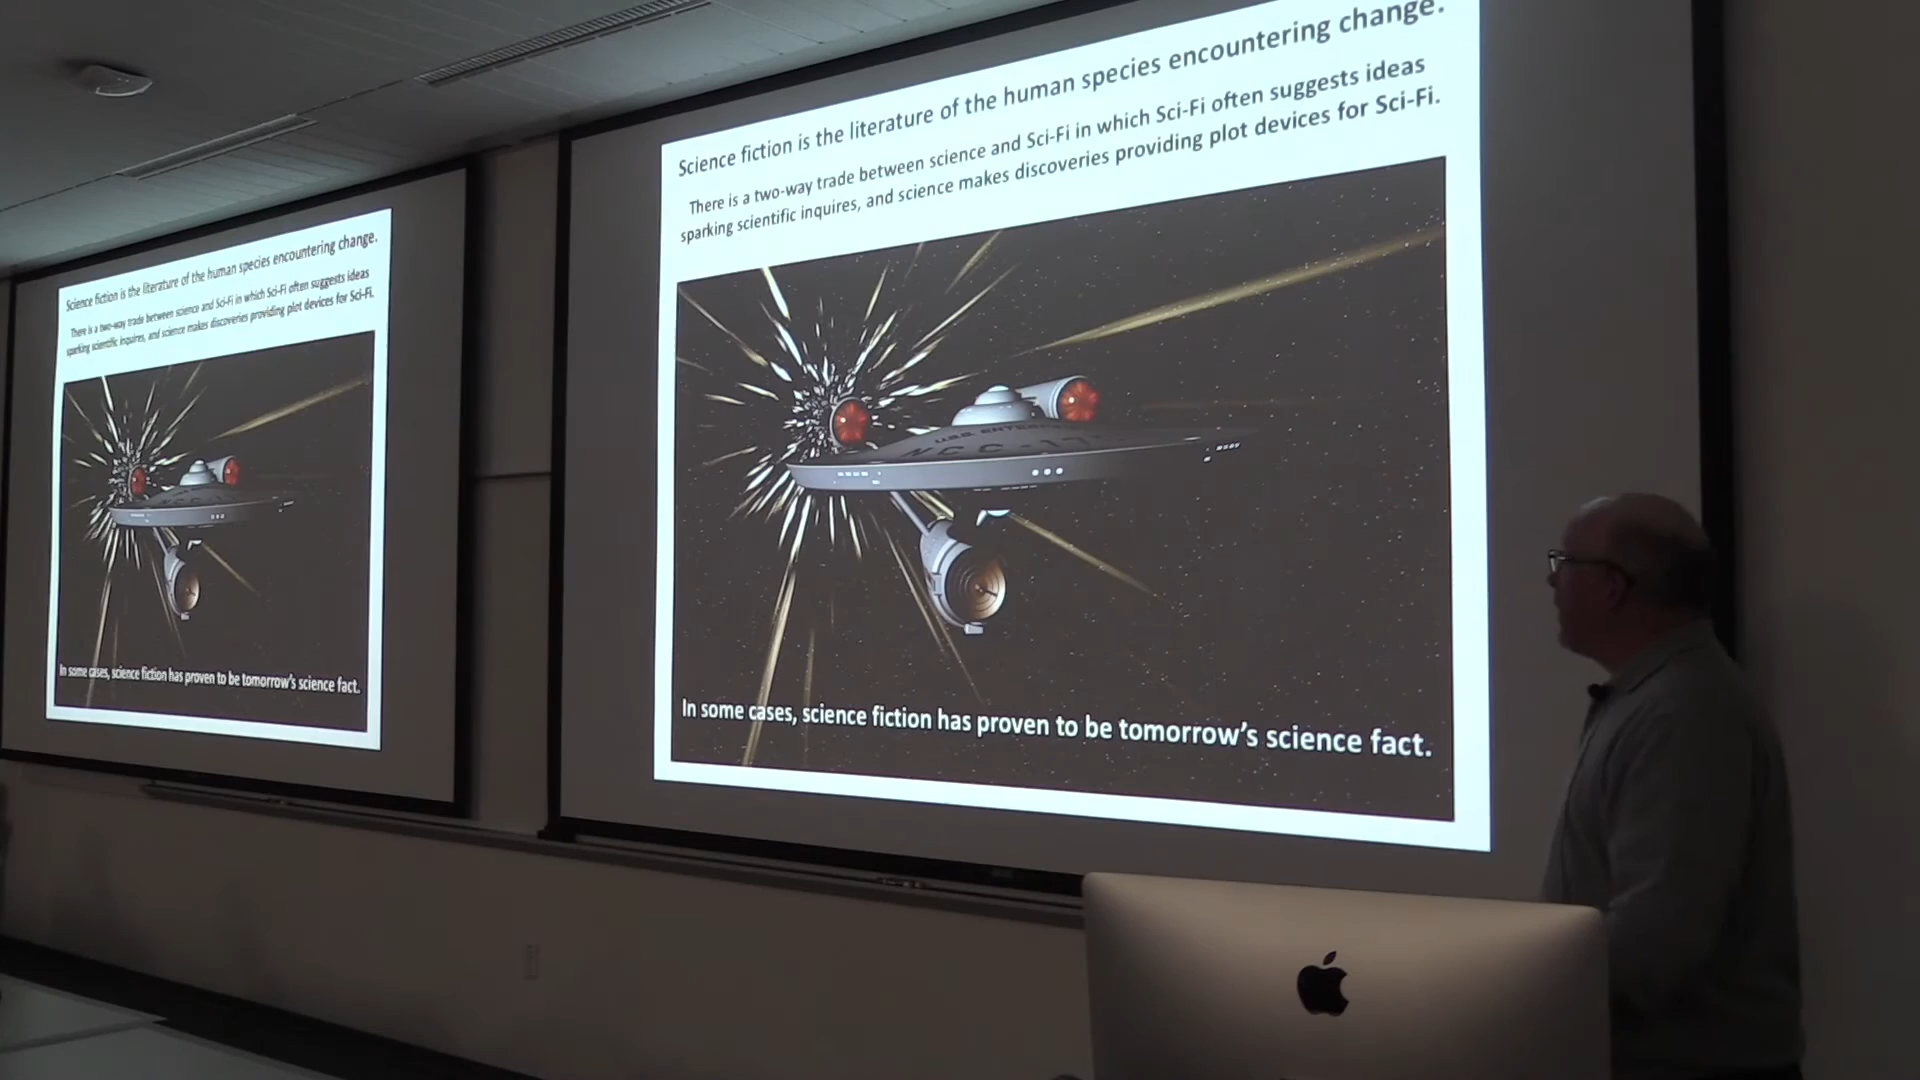 Science fiction is the literature of the human species encountering change.
There is a two-way trade between science and Sci-Fi in which Sci-Fi often suggests ideas
sparking scientific inquires, and science makes discoveries providing plot devices for Sci-Fi.
U.S.S. ENTERPR
NCC-17
In some cases, science fiction has proven to be tomorrow's science fact.
Science fiction is the literature of the human species encountering change.
There is a two-way trade between science and Sci-Fi in which Sci-Fi often suggests ideas
sparking scientific inquires, and science makes discoveries providing plot devices for Sci-Fi.
In some cases, science fiction has proven to be tomorrow's science fact.